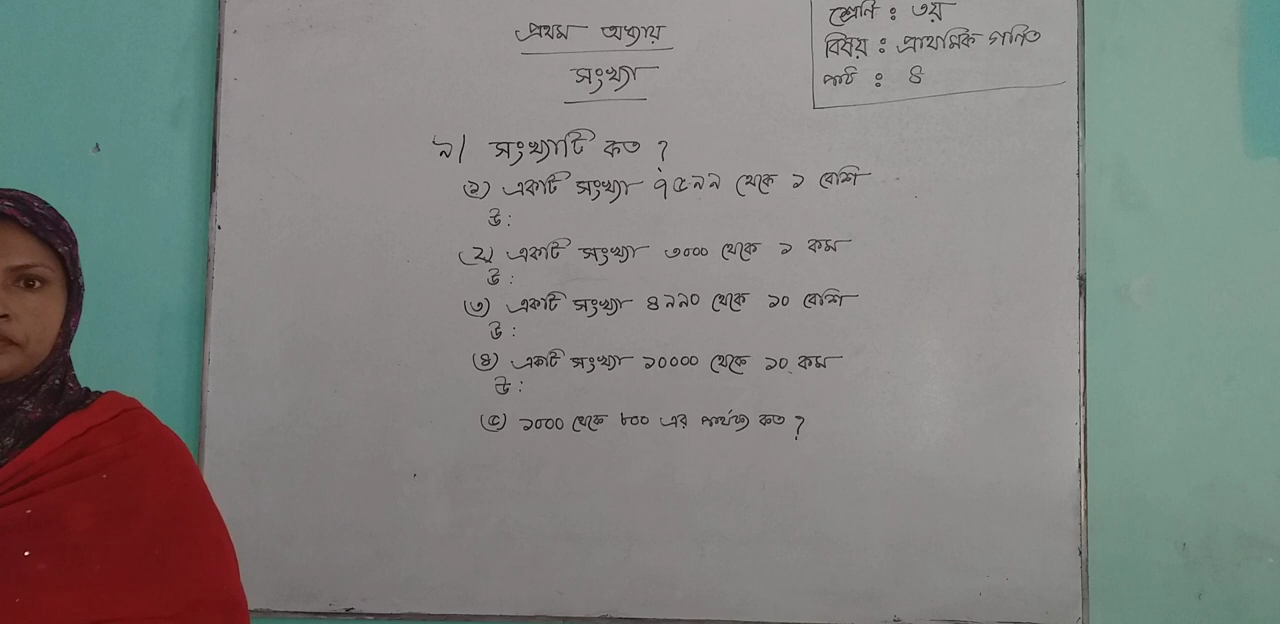 প্রথম অধ্যায়
সংখ্যা
শ্রেণি : ৩য়
বিষয় : প্রাথমিক গণিত
পাঠ : ৪
৯। সংখ্যাটি কত ?
(১) একটি সংখ্যা ৭৫৯৯ থেকে ১ বেশি
উ :
(২) একটি সংখ্যা ৩০০০ থেকে ১ কম
উ :
(৩) একটি সংখ্যা ৪৯৯০ থেকে ১০ বেশি
উ :
(৪) একটি সংখ্যা ১০০০০ থেকে ১০ কম
উ :
(৫) ১০০০ থেকে ৮০০ এর পার্থক্য কত ?